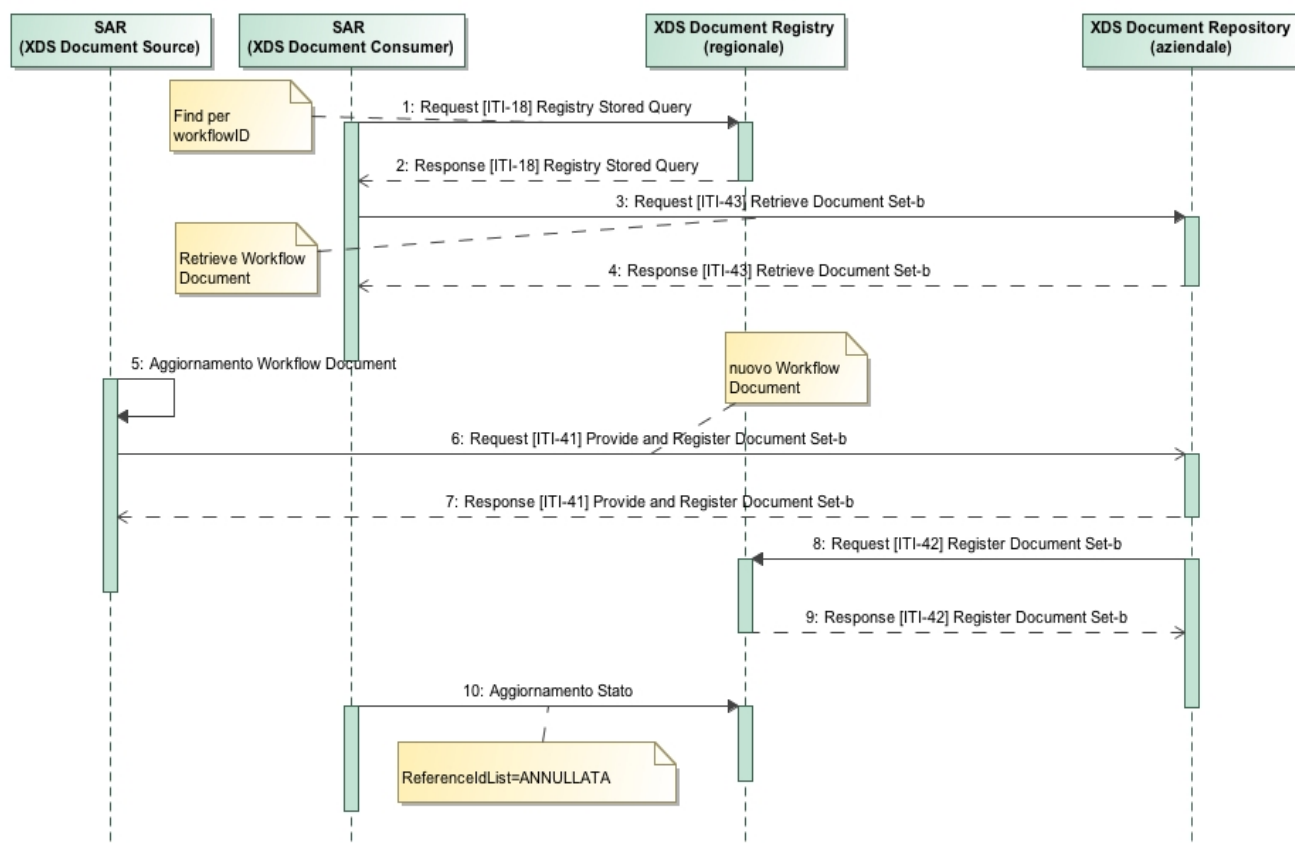 SAR
(XDS Document Source)
SAR
(XDS Document Consumer)
XDS Document Registry
(regionale)
XDS Document Repository
(aziendale)
Find per
workflowID
1: Request [ITI-18] Registry Stored Query
2: Response [ITI-18] Registry Stored Query
3: Request [ITI-43] Retrieve Document Set-b
Retrieve Workflow
Document
4: Response [ITI-43] Retrieve Document Set-b
5: Aggiornamento Workflow Document
nuovo Workflow
Document
6: Request [ITI-41] Provide and Register Document Set-b
7: Response [ITI-41] Provide and Register Document Set-b
8: Request [ITI-42] Register Document Set-b
9: Response [ITI-42] Register Document Set-b
10: Aggiornamento Stato
ReferenceIdList=ANNULLATA